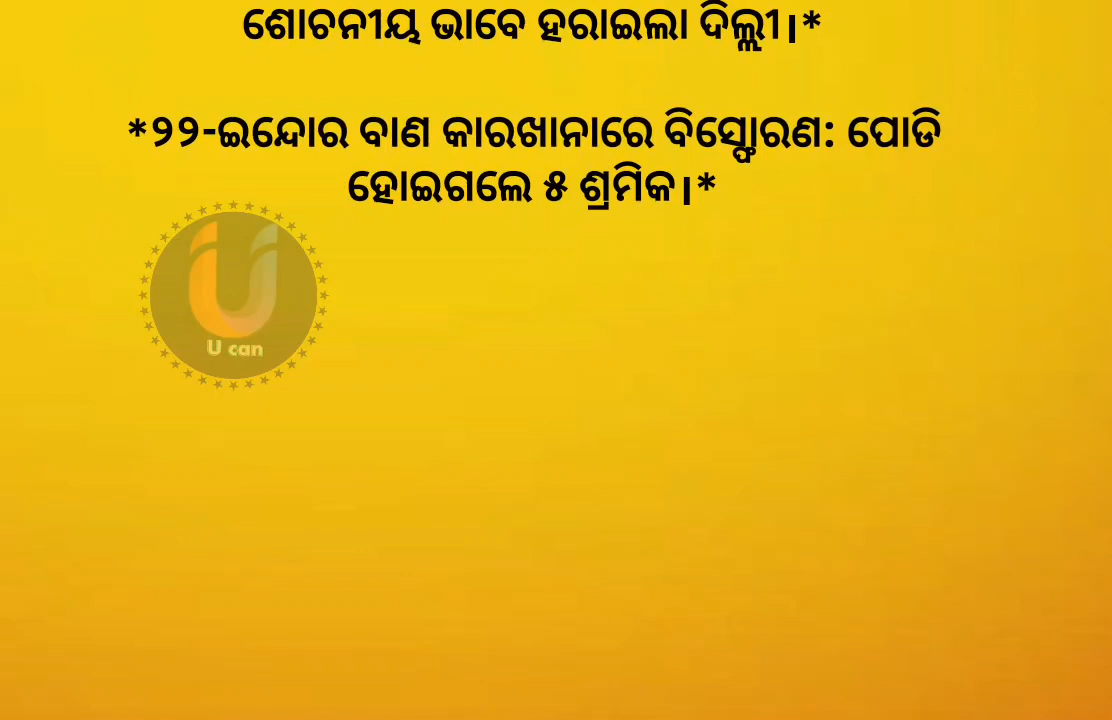 ଶୋଚନୀୟ ଭାବେ ହରାଇଲା ଦିଲ୍ଲୀ।*
*୨୨-ଇନ୍ଦୋର ବାଣ କାରଖାନାରେ ବିସ୍ଫୋରଣ: ପୋଡି
ହୋଇଗଲେ ୫ ଶ୍ରମିକ।*
U can